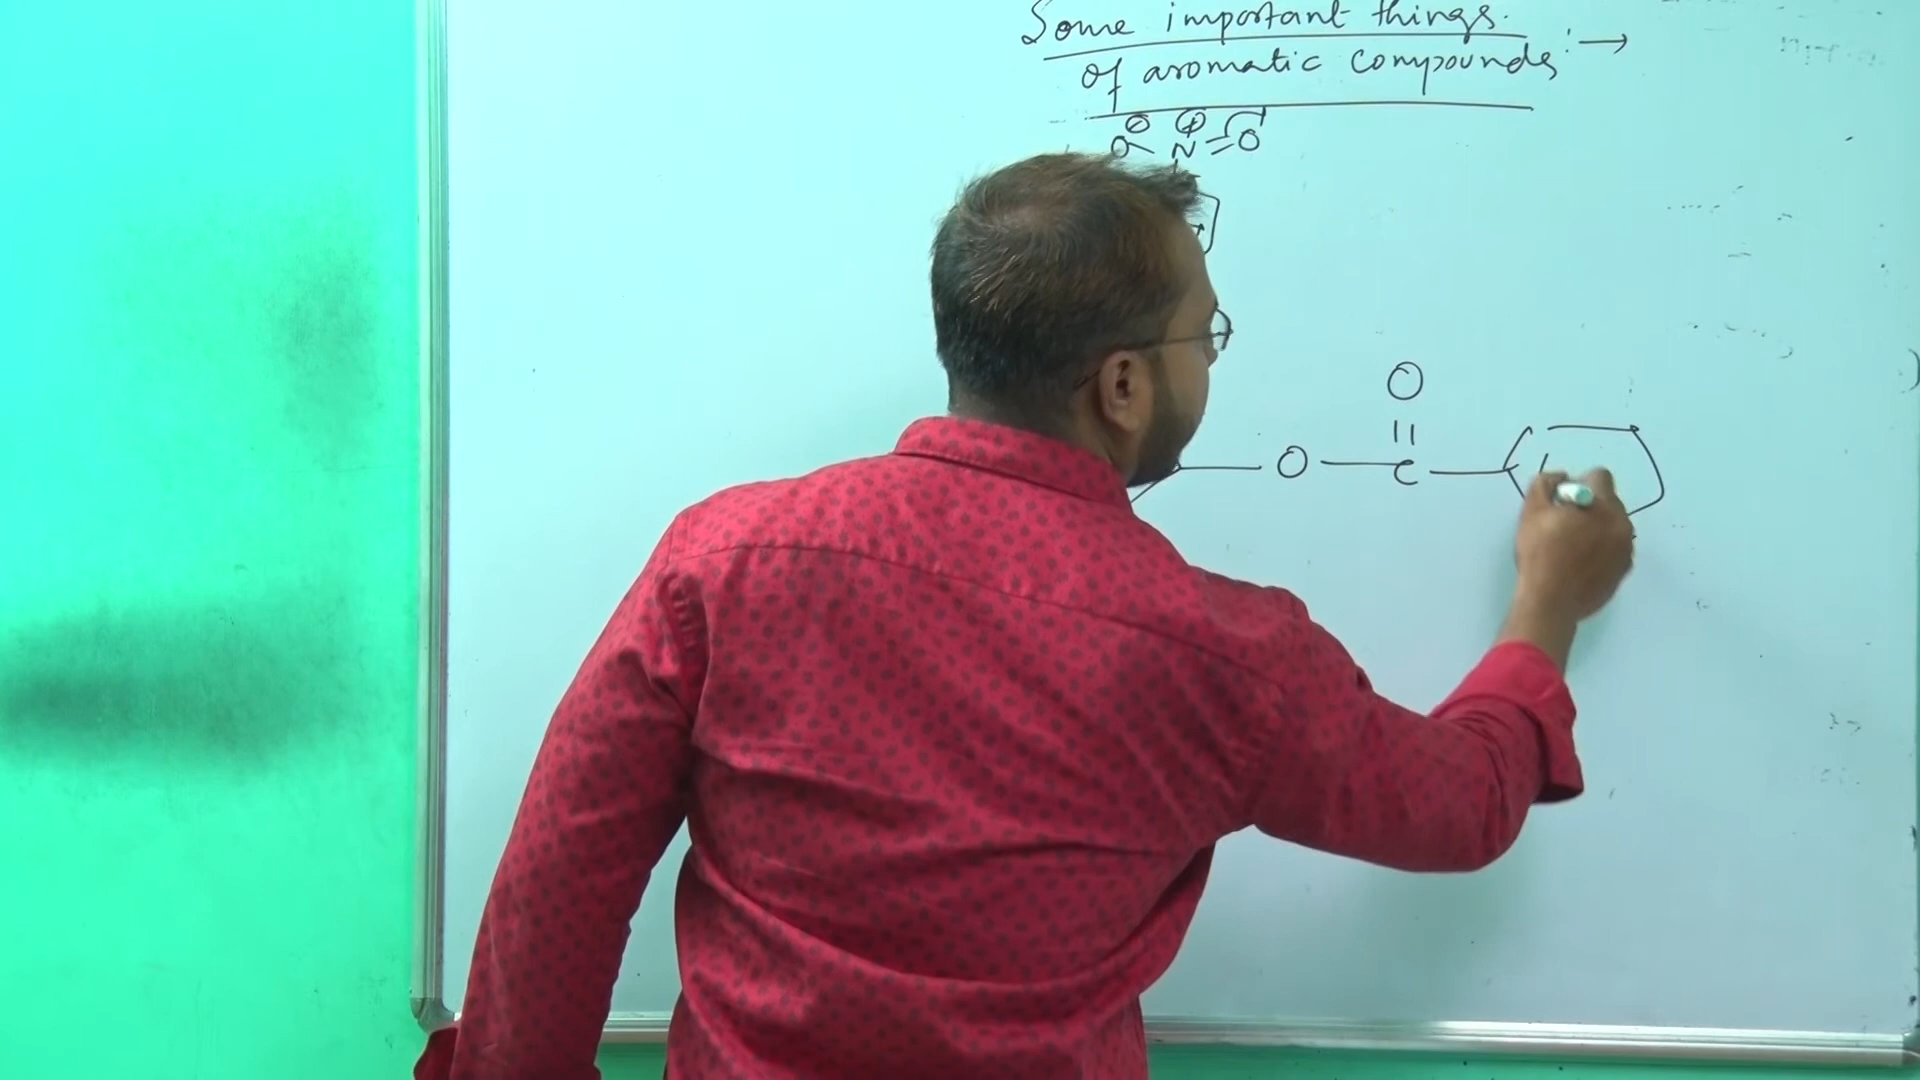 Some important things.
of aromatic compounds :→
⊖ ⊕
O N = O
O
||
— O — C —